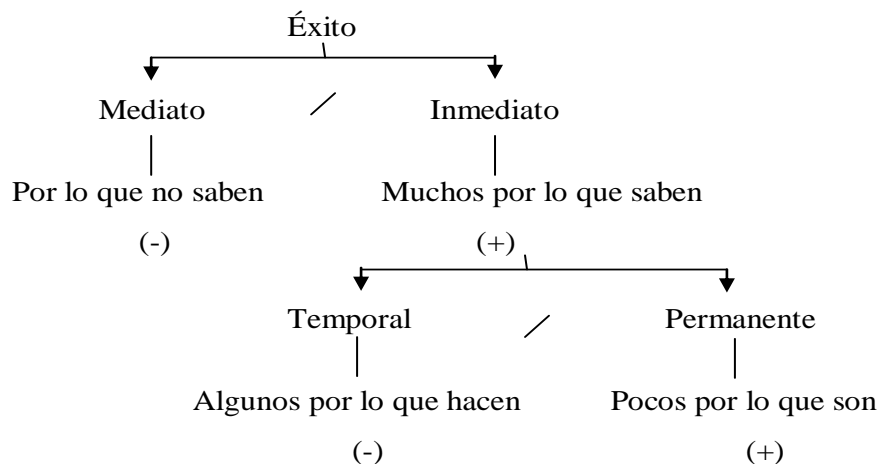 Éxito
Mediato / Inmediato
Por lo que no saben Muchos por lo que saben
(-) (+)
Temporal / Permanente
Algunos por lo que hacen Pocos por lo que son
(-) (+)